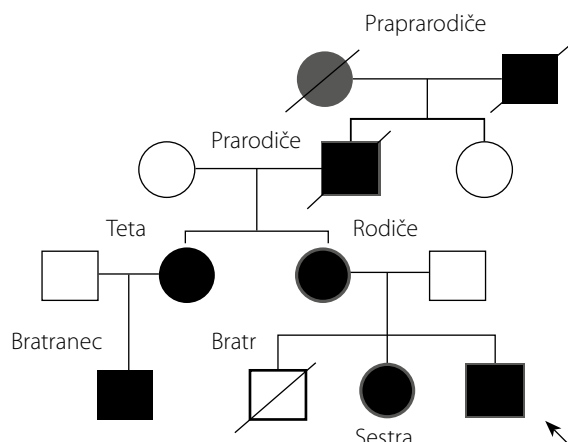 Praprarodiče
Prarodiče
Teta
Rodiče
Bratranec
Bratr
Sestra